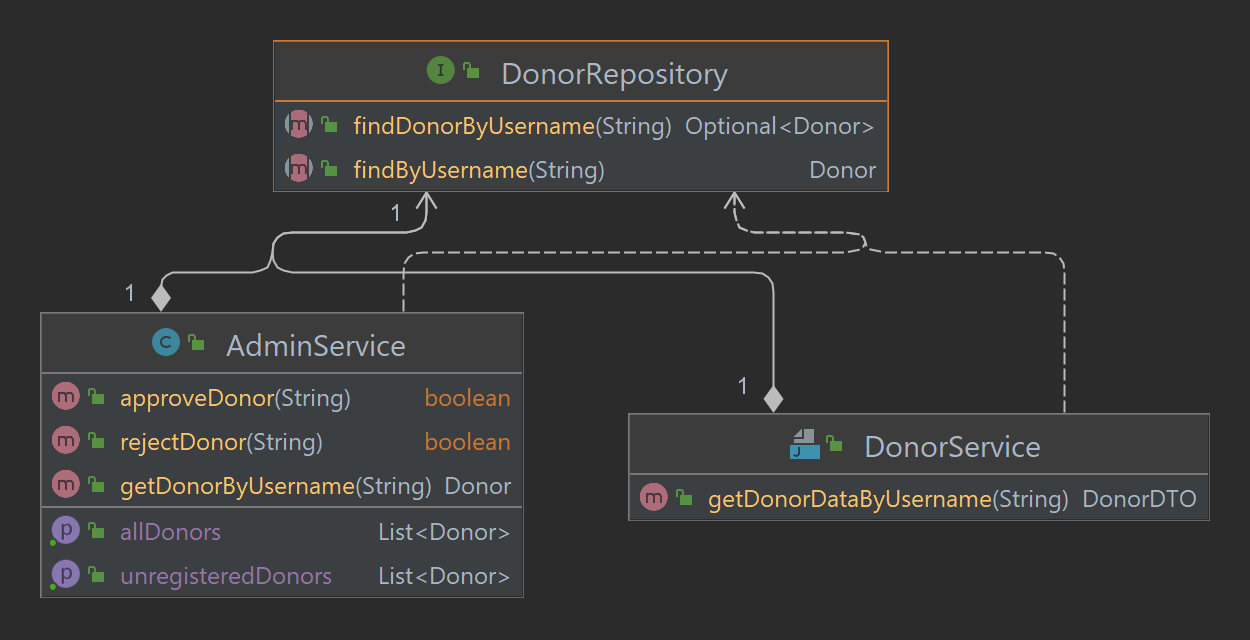 I DonorRepository
m findDonorByUsername(String) Optional<Donor>
m findByUsername(String) Donor
1
1
C AdminService
m approveDonor(String) boolean
m rejectDonor(String) boolean
m getDonorByUsername(String) Donor
p allDonors List<Donor>
p unregisteredDonors List<Donor>
1
J DonorService
m getDonorDataByUsername(String) DonorDTO